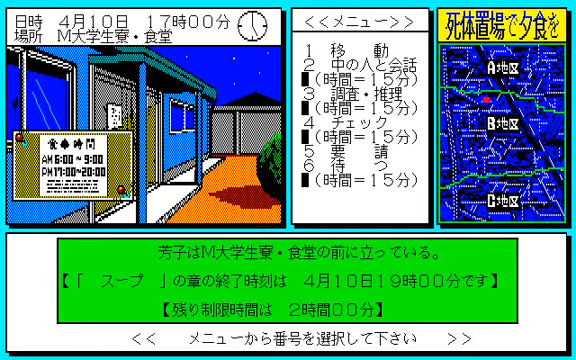 日時　4月10日　17時00分
場所　M大学生寮・食堂
<<メニュー>>
1　移　　動
2　中の人と会話
(時間=15分)
3　調査・推理
(時間=15分)
4　チェック
(時間=15分)
5　要　　請
6　待　　つ
(時間=15分)
死体置場で夕食を
A地区
B地区
C地区
食事時間
AM 6:00~9:00
PM 17:00~20:00
芳子はM大学生寮・食堂の前に立っている。
【「　スープ　」の章の終了時刻は　4月10日19時00分です】
【残り制限時間は　2時間00分】
<<　　メニューから番号を選択して下さい　　>>